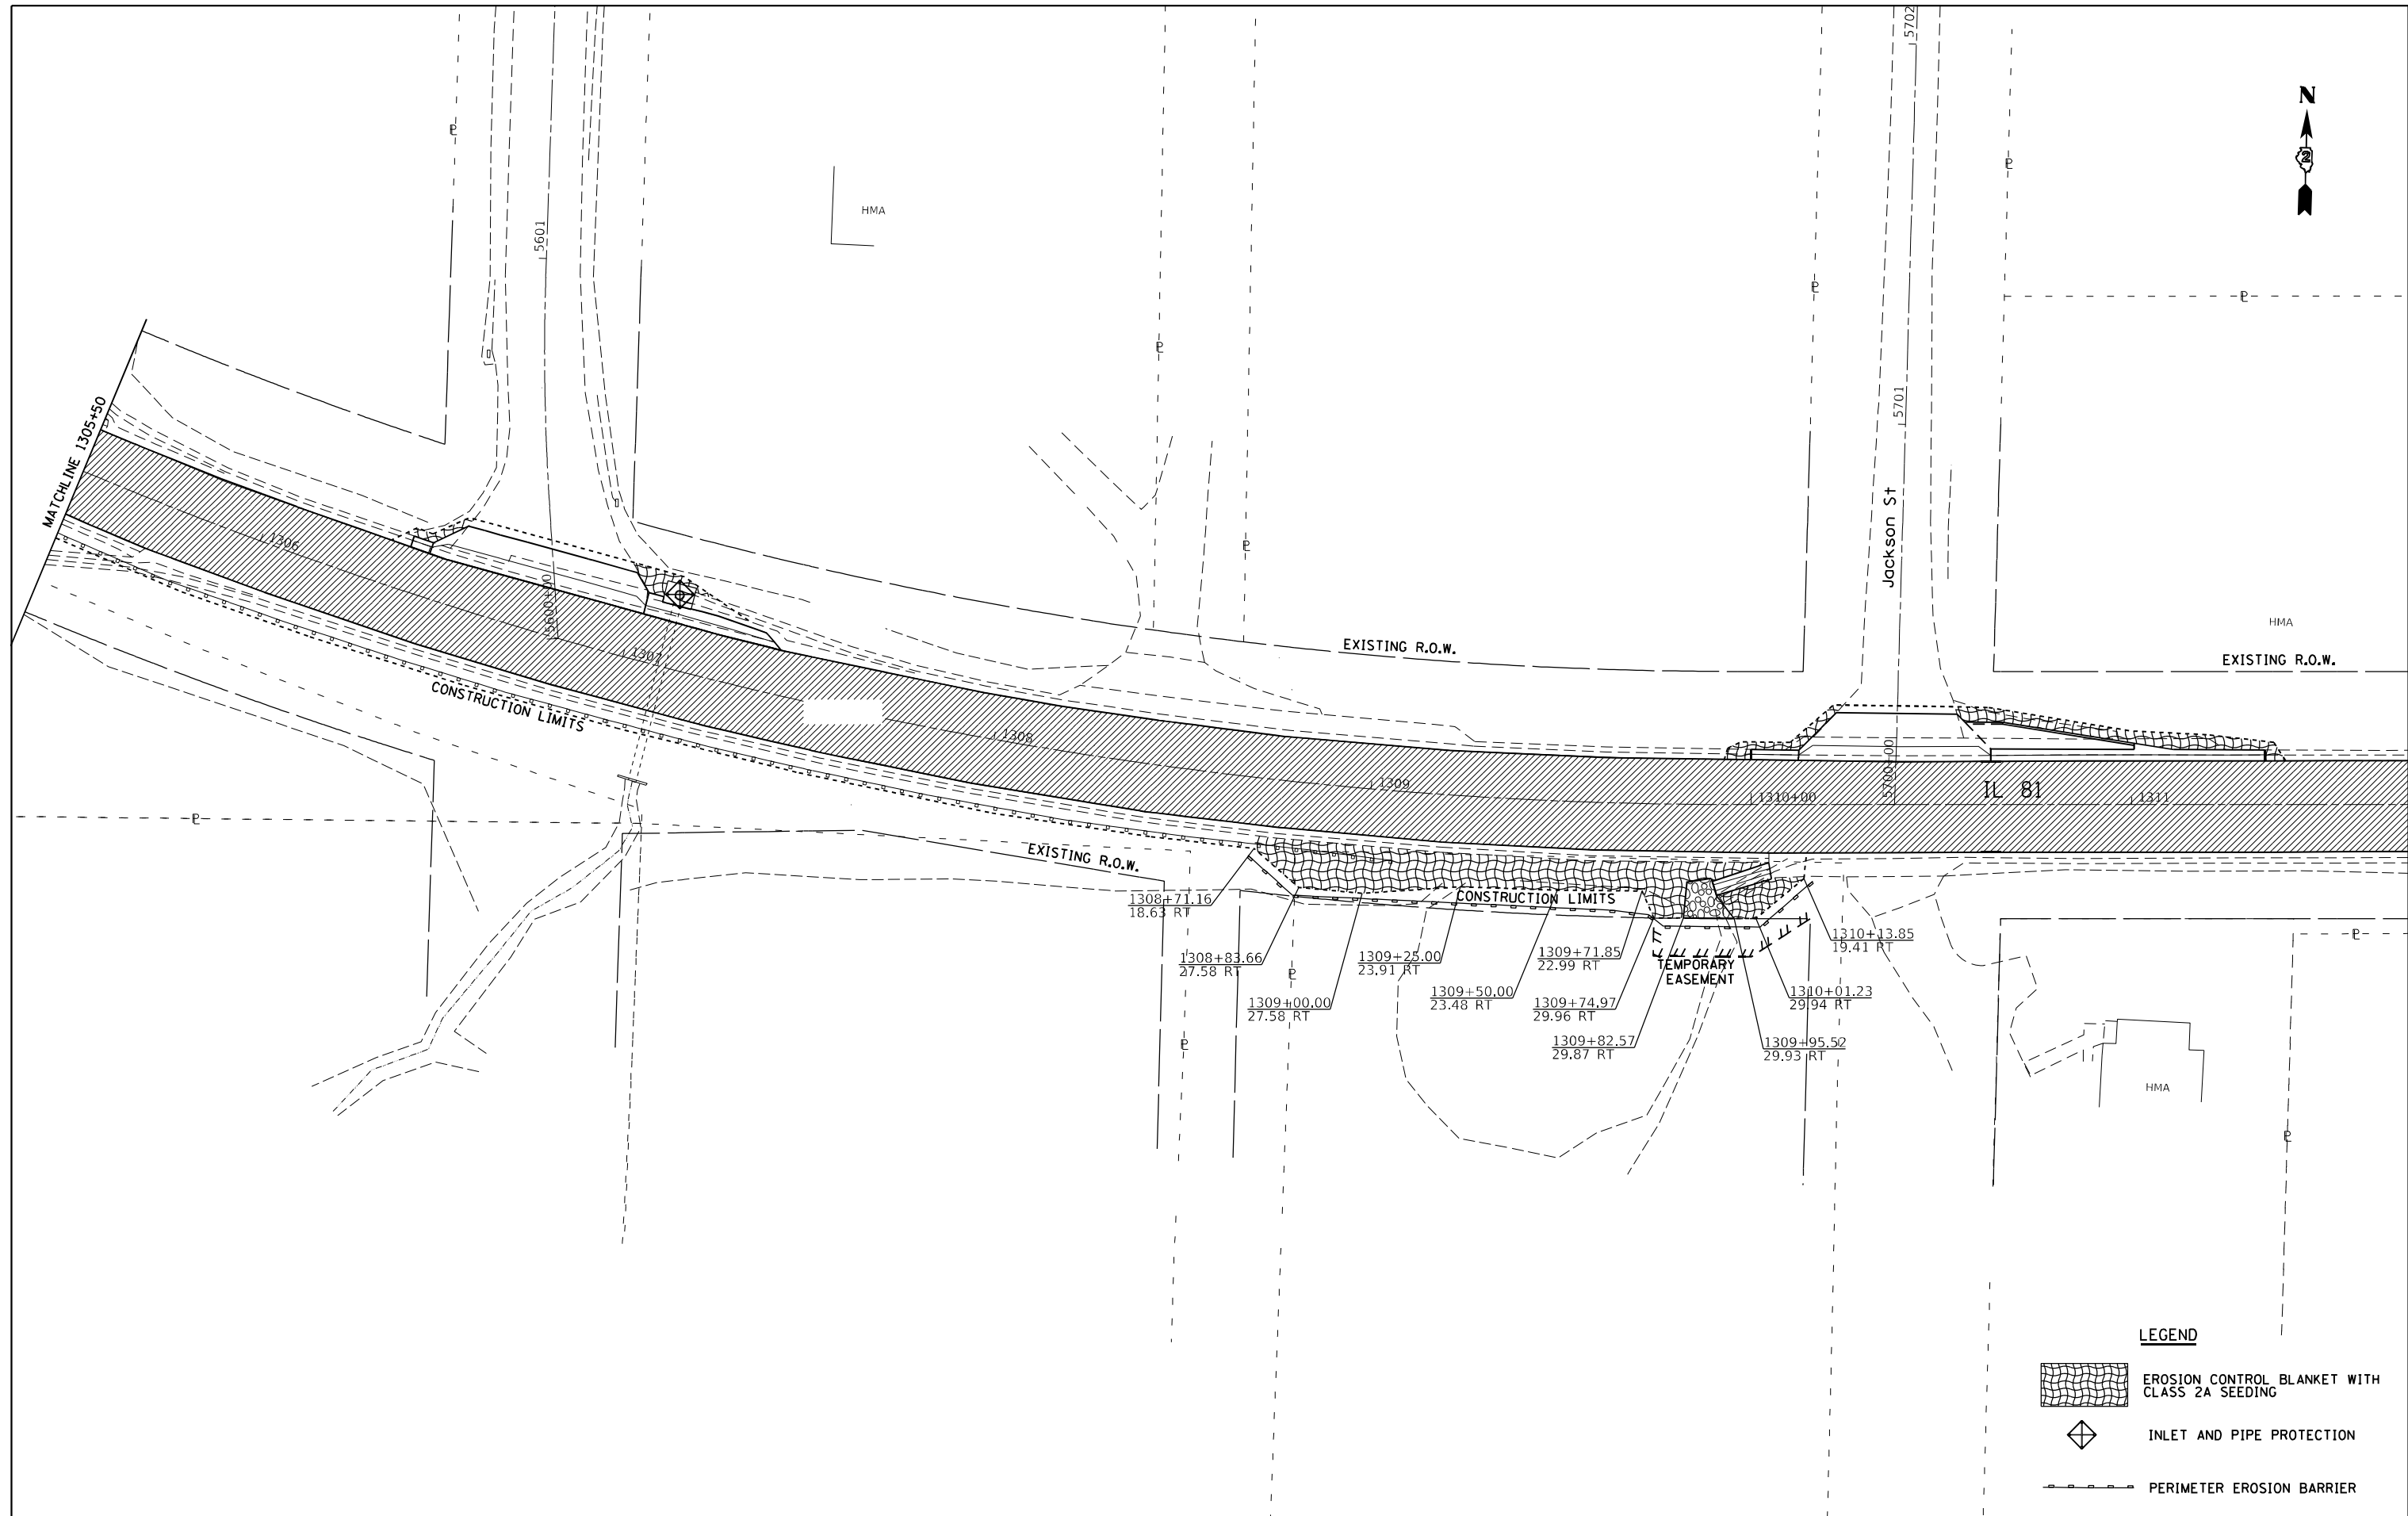 5702
N
2
℄
℄
℄
5601
HMA
℄
℄
℄
5701
MATCHLINE 1305+50
Jackson St
℄
1306
5600+00
HMA
EXISTING R.O.W.
EXISTING R.O.W.
1307
CONSTRUCTION LIMITS
1308
5700+00
1309
1310+00
IL 81
1311
℄
EXISTING R.O.W.
1308+71.16
18.63 RT
CONSTRUCTION LIMITS
1310+13.85
19.41 RT
℄
1308+83.66
27.58 RT
1309+25.00
23.91 RT
1309+71.85
22.99 RT
TEMPORARY
EASEMENT
℄
1309+00.00
27.58 RT
1309+50.00
23.48 RT
1309+74.97
29.96 RT
1310+01.23
29.94 RT
℄
1309+82.57
29.87 RT
1309+95.52
29.93 RT
HMA
℄
LEGEND
EROSION CONTROL BLANKET WITH
CLASS 2A SEEDING
INLET AND PIPE PROTECTION
PERIMETER EROSION BARRIER